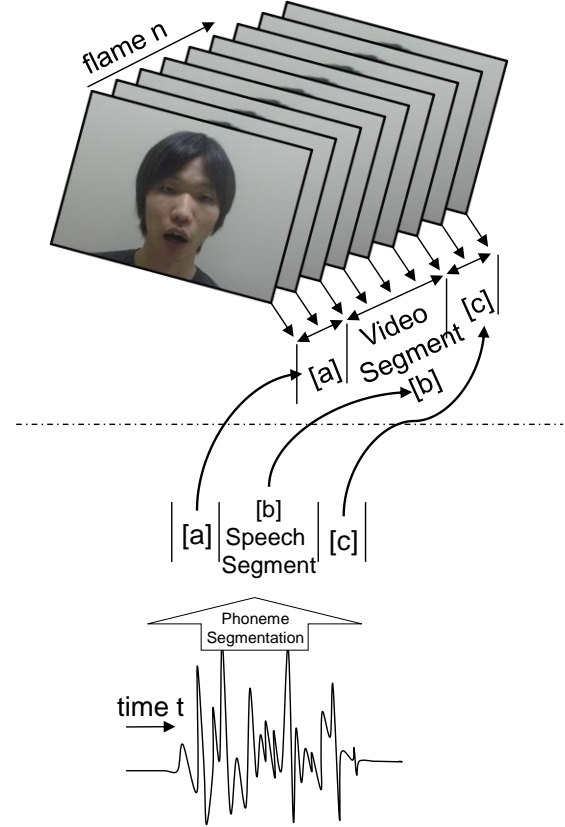 flame n
[c]
Video
Segment
[a]
[b]
[b]
[a]
Speech
[c]
Segment
Phoneme
Segmentation
time t